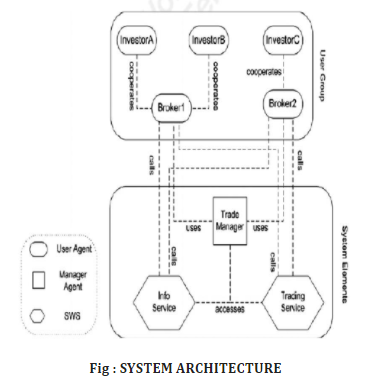 InvestorA
InvestorB
InvestorC
cooperates
cooperates
cooperates
User Group
Broker1
Broker2
calls
calls
Trade
Manager
uses
uses
calls
calls
Info
Service
accesses
Trading
Service
System Elements
User Agent
Manager
Agent
SWS
Fig : SYSTEM ARCHITECTURE